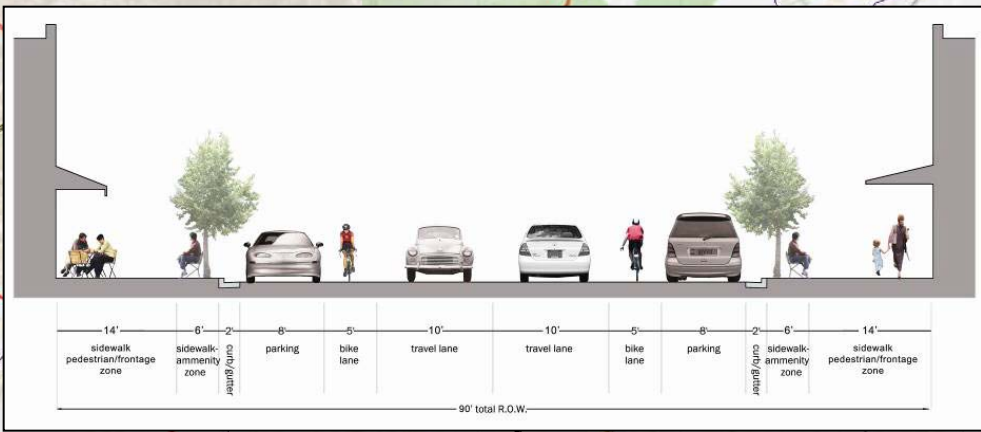 14' 6' 2' 8' 5' 10' 10' 5' 8' 2' 6' 14'
sidewalk
pedestrian/frontage
zone
sidewalk-
ammenity
zone
curb/gutter
parking
bike
lane
travel lane
travel lane
bike
lane
parking
curb/gutter
sidewalk-
ammenity
zone
sidewalk
pedestrian/frontage
zone
90' total R.O.W.